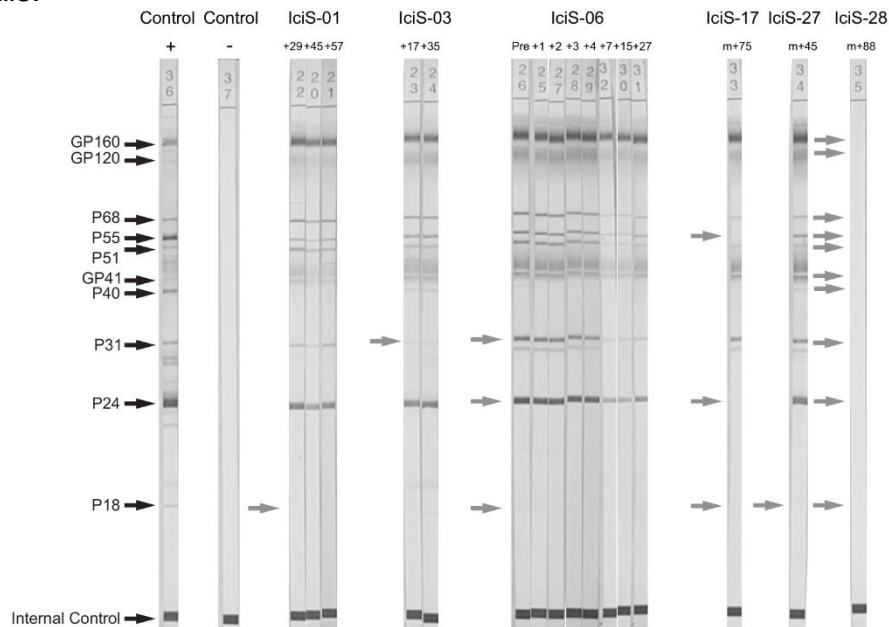 Control Control IciS-01 IciS-03 IciS-06 IciS-17 IciS-27 IciS-28
+ - +29 +45 +57 +17 +35 Pre +1 +2 +3 +4 +7 +15 +27 m+75 m+45 m+88
36 37 22 20 21 23 24 26 25 27 28 29 32 30 31 33 34 35
GP160
GP120
P68
P55
P51
GP41
P40
P31
P24
P18
Internal Control